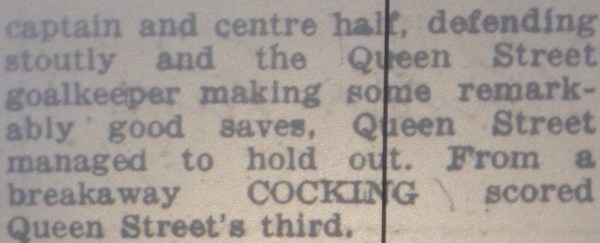 captain and centre half, defending
stoutly and the Queen Street
goalkeeper making some remark-
ably good saves, Queen Street
managed to hold out. From a
breakaway COCKING scored
Queen Street's third.